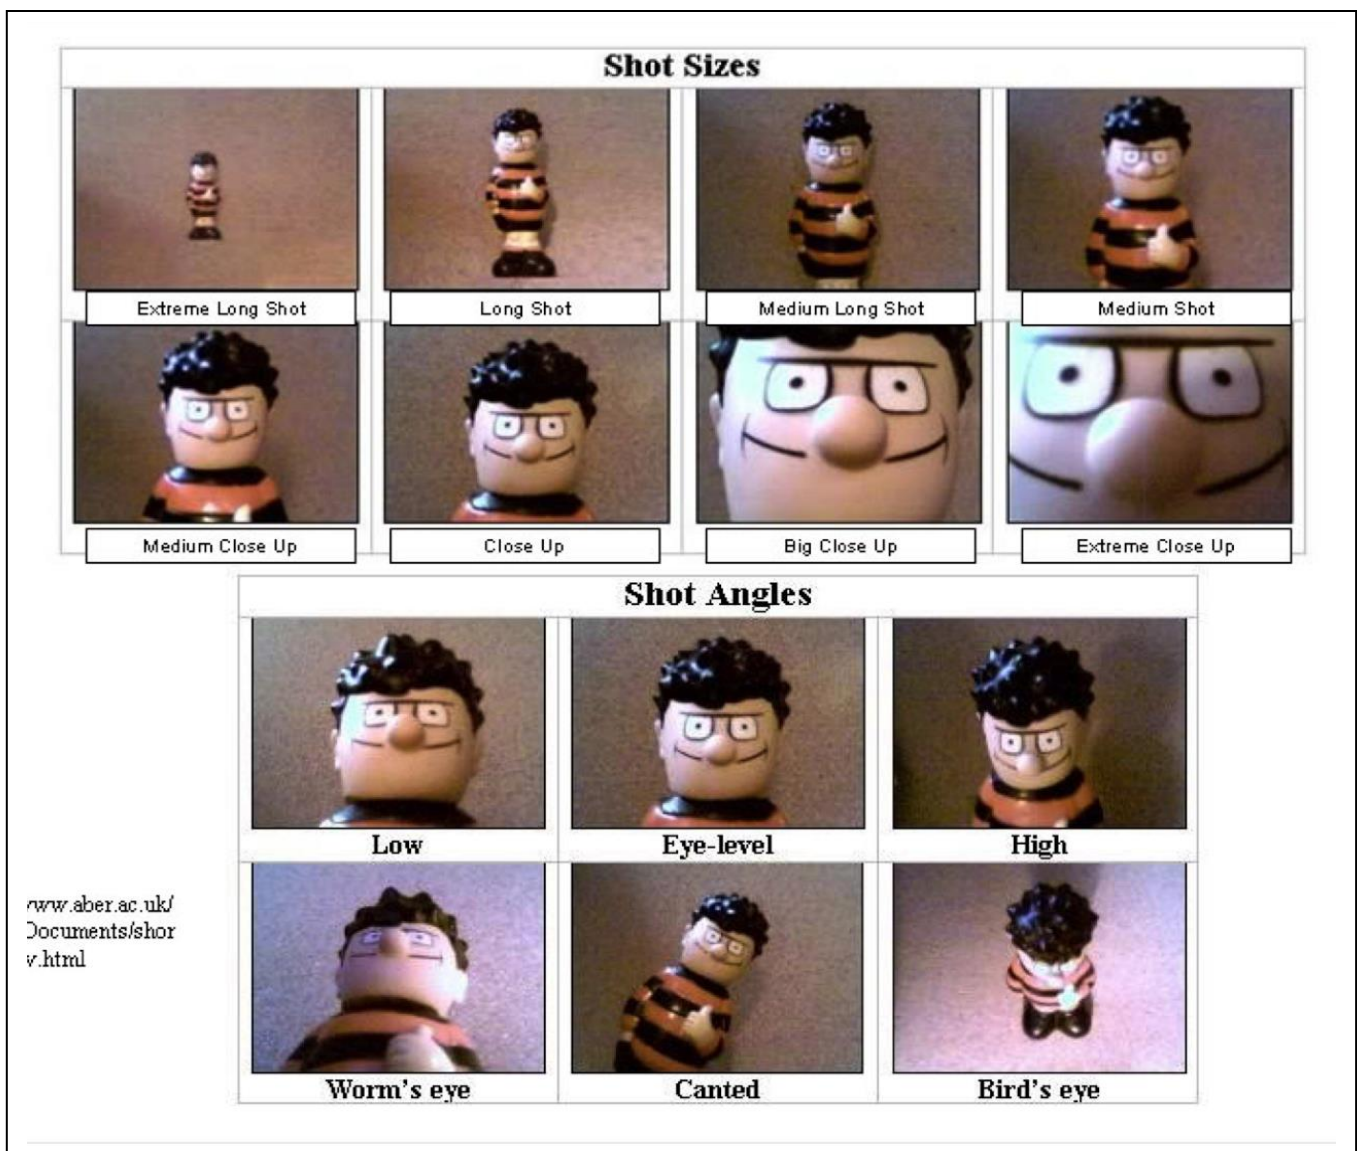 Shot Sizes
Extreme Long Shot
Long Shot
Medium Long Shot
Medium Shot
Medium Close Up
Close Up
Big Close Up
Extreme Close Up
Shot Angles
Low
Eye-level
High
www.aber.ac.uk/
Documents/shor
v.html
Worm's eye
Canted
Bird's eye